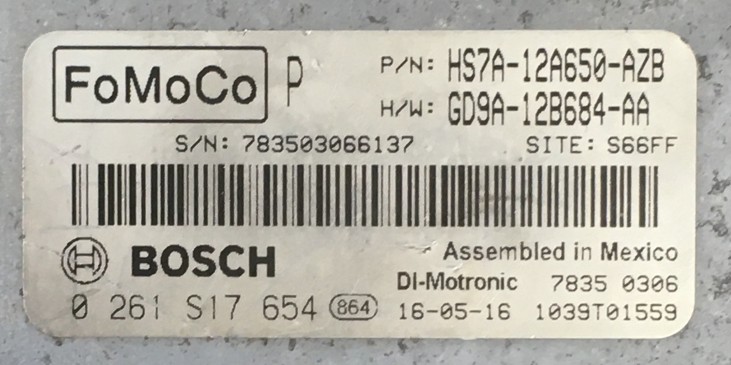 FoMoCo P P/N: HS7A-12A650-AZB
H/W: GD9A-12B684-AA
S/N: 783503066137 SITE: S66FF
BOSCH Assembled in Mexico
DI-Motronic 7835 0306
0 261 S17 654 864 16-05-16 1039T01559